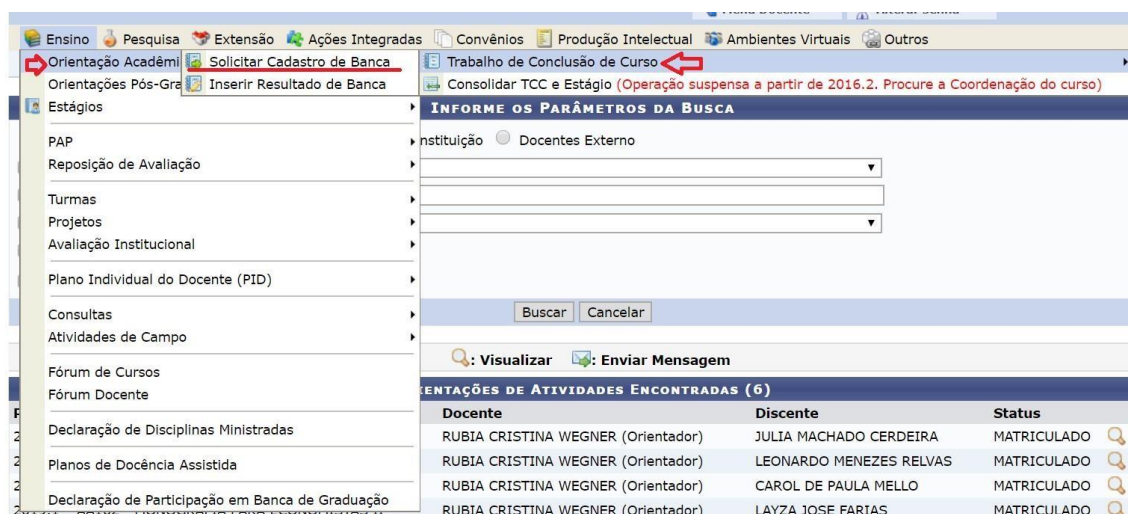 Ensino Pesquisa Extensão Ações Integradas Convênios Produção Intelectual Ambientes Virtuais Outros
Orientação Acadêmi Solicitar Cadastro de Banca Trabalho de Conclusão de Curso
Orientações Pós-Gra Inserir Resultado de Banca Consolidar TCC e Estágio (Operação suspensa a partir de 2016.2. Procure a Coordenação do curso)
Estágios INFORME OS PARÂMETROS DA BUSCA
PAP nstituição Docentes Externo
Reposição de Avaliação
Turmas
Projetos
Avaliação Institucional
Plano Individual do Docente (PID)
Consultas Buscar Cancelar
Atividades de Campo
: Visualizar : Enviar Mensagem
Fórum de Cursos
Fórum Docente ENTAÇÕES DE ATIVIDADES ENCONTRADAS (6)
Docente Discente Status
Declaração de Disciplinas Ministradas RUBIA CRISTINA WEGNER (Orientador) JULIA MACHADO CERDEIRA MATRICULADO
Planos de Docência Assistida RUBIA CRISTINA WEGNER (Orientador) LEONARDO MENEZES RELVAS MATRICULADO
RUBIA CRISTINA WEGNER (Orientador) CAROL DE PAULA MELLO MATRICULADO
Declaração de Participação em Banca de Graduação
RUBIA CRISTINA WEGNER (Orientador) LAYZA JOSE FARIAS MATRICULADO